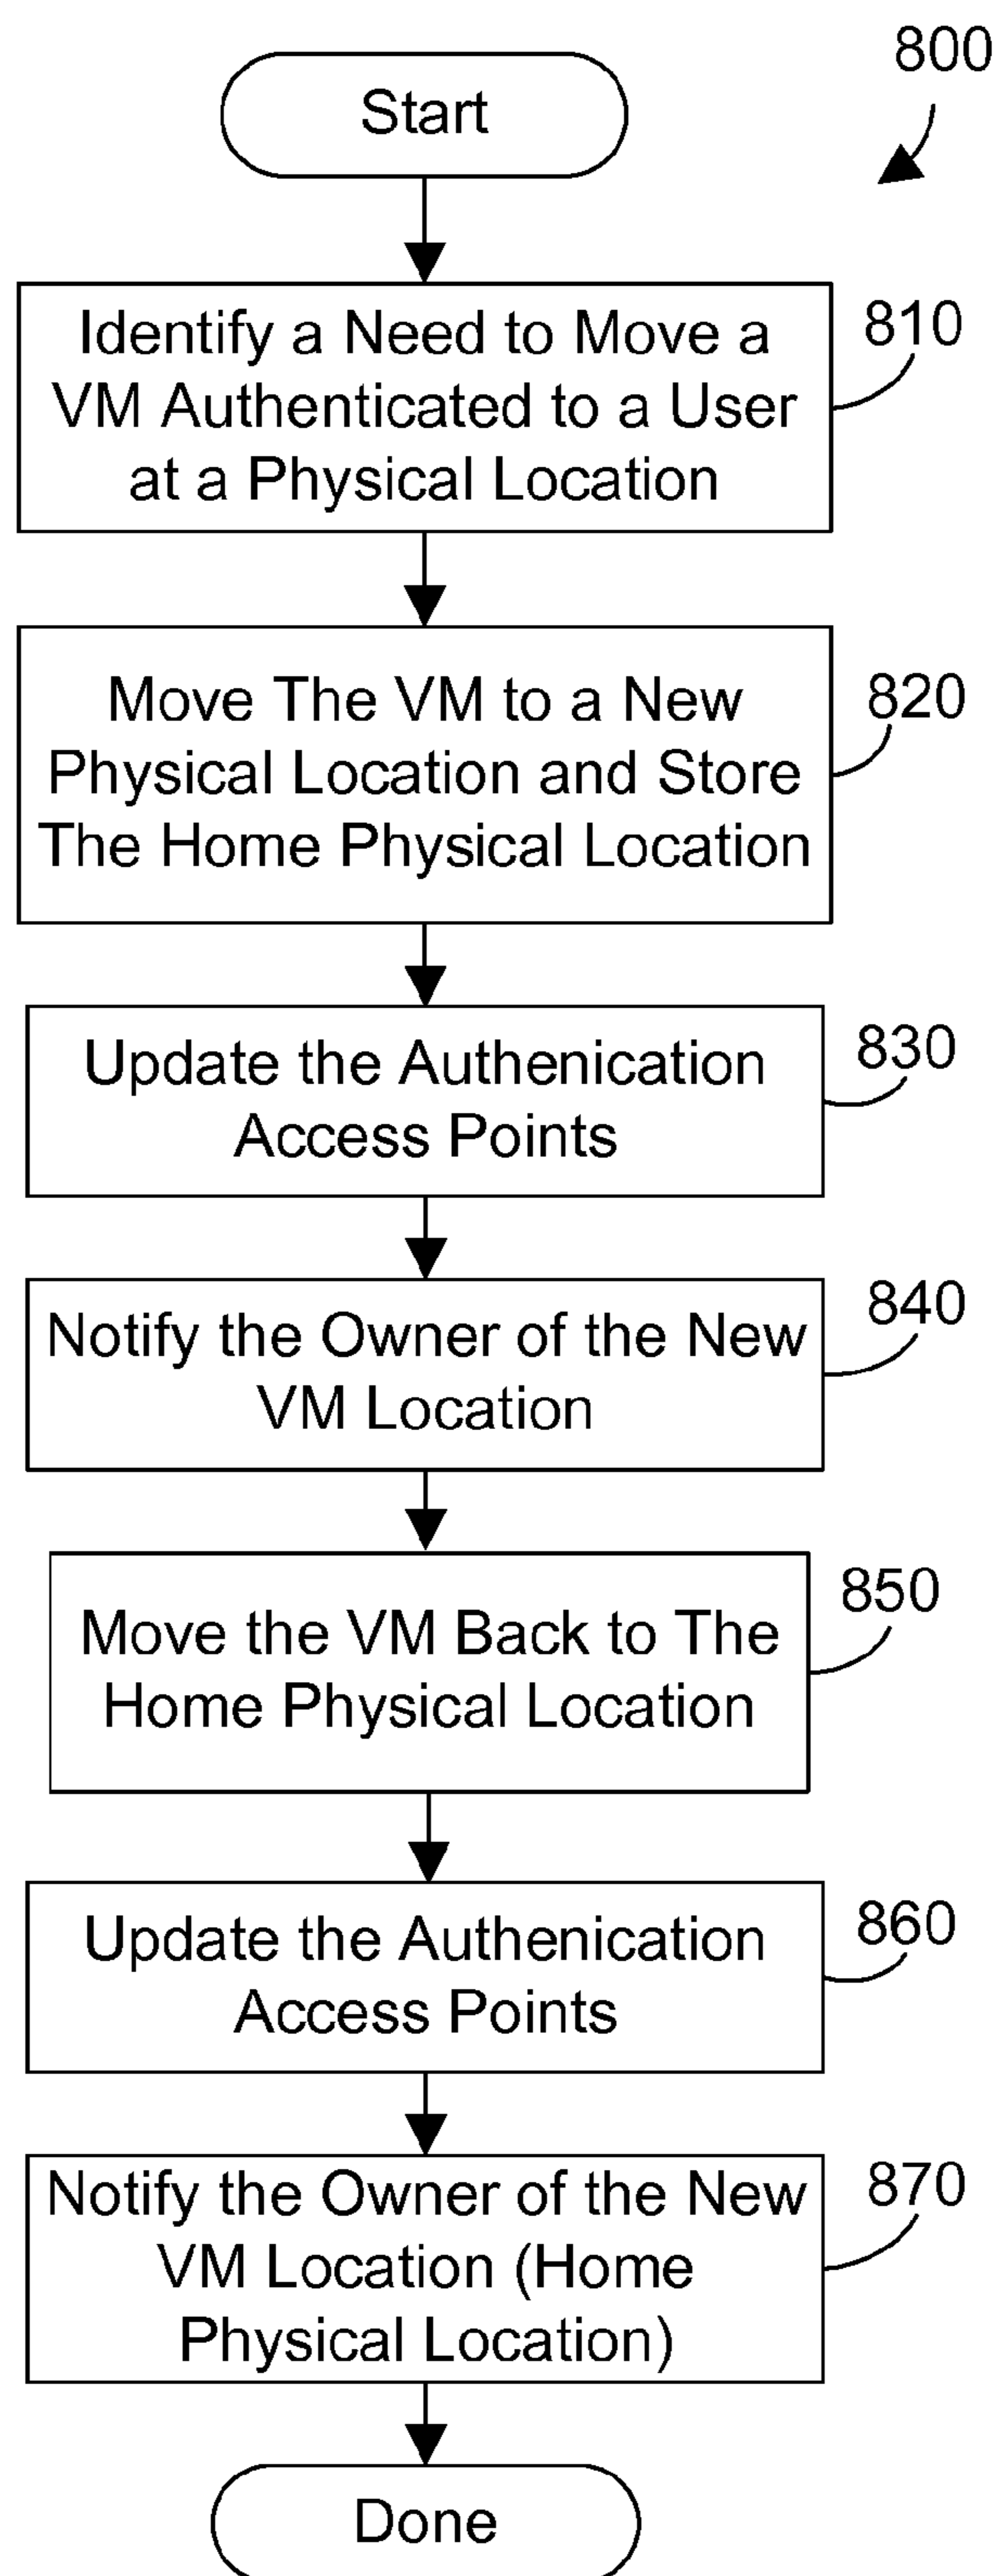 800
Start
Identify a Need to Move a
VM Authenticated to a User
at a Physical Location
810
Move The VM to a New
Physical Location and Store
The Home Physical Location
820
Update the Authenication
Access Points
830
Notify the Owner of the New
VM Location
840
Move the VM Back to The
Home Physical Location
850
Update the Authenication
Access Points
860
Notify the Owner of the New
VM Location (Home
Physical Location)
870
Done